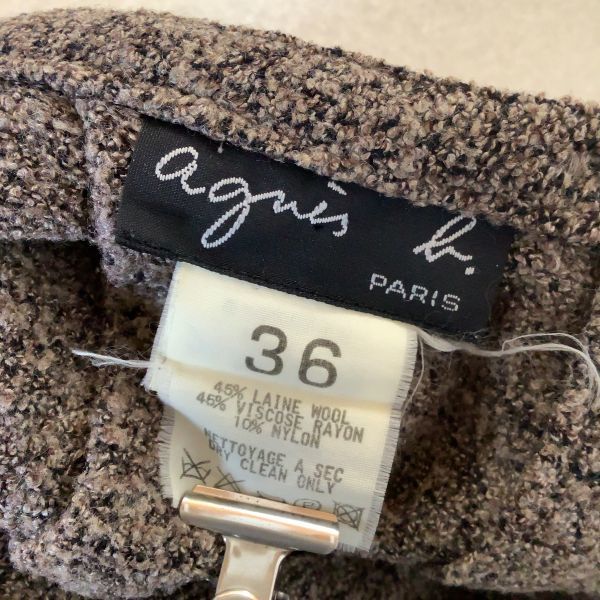 agnès b.
PARIS
36
45% LAINE WOOL
45% VISCOSE RAYON
10% NYLON
NETTOYAGE A SEC
DRY CLEAN ONLY